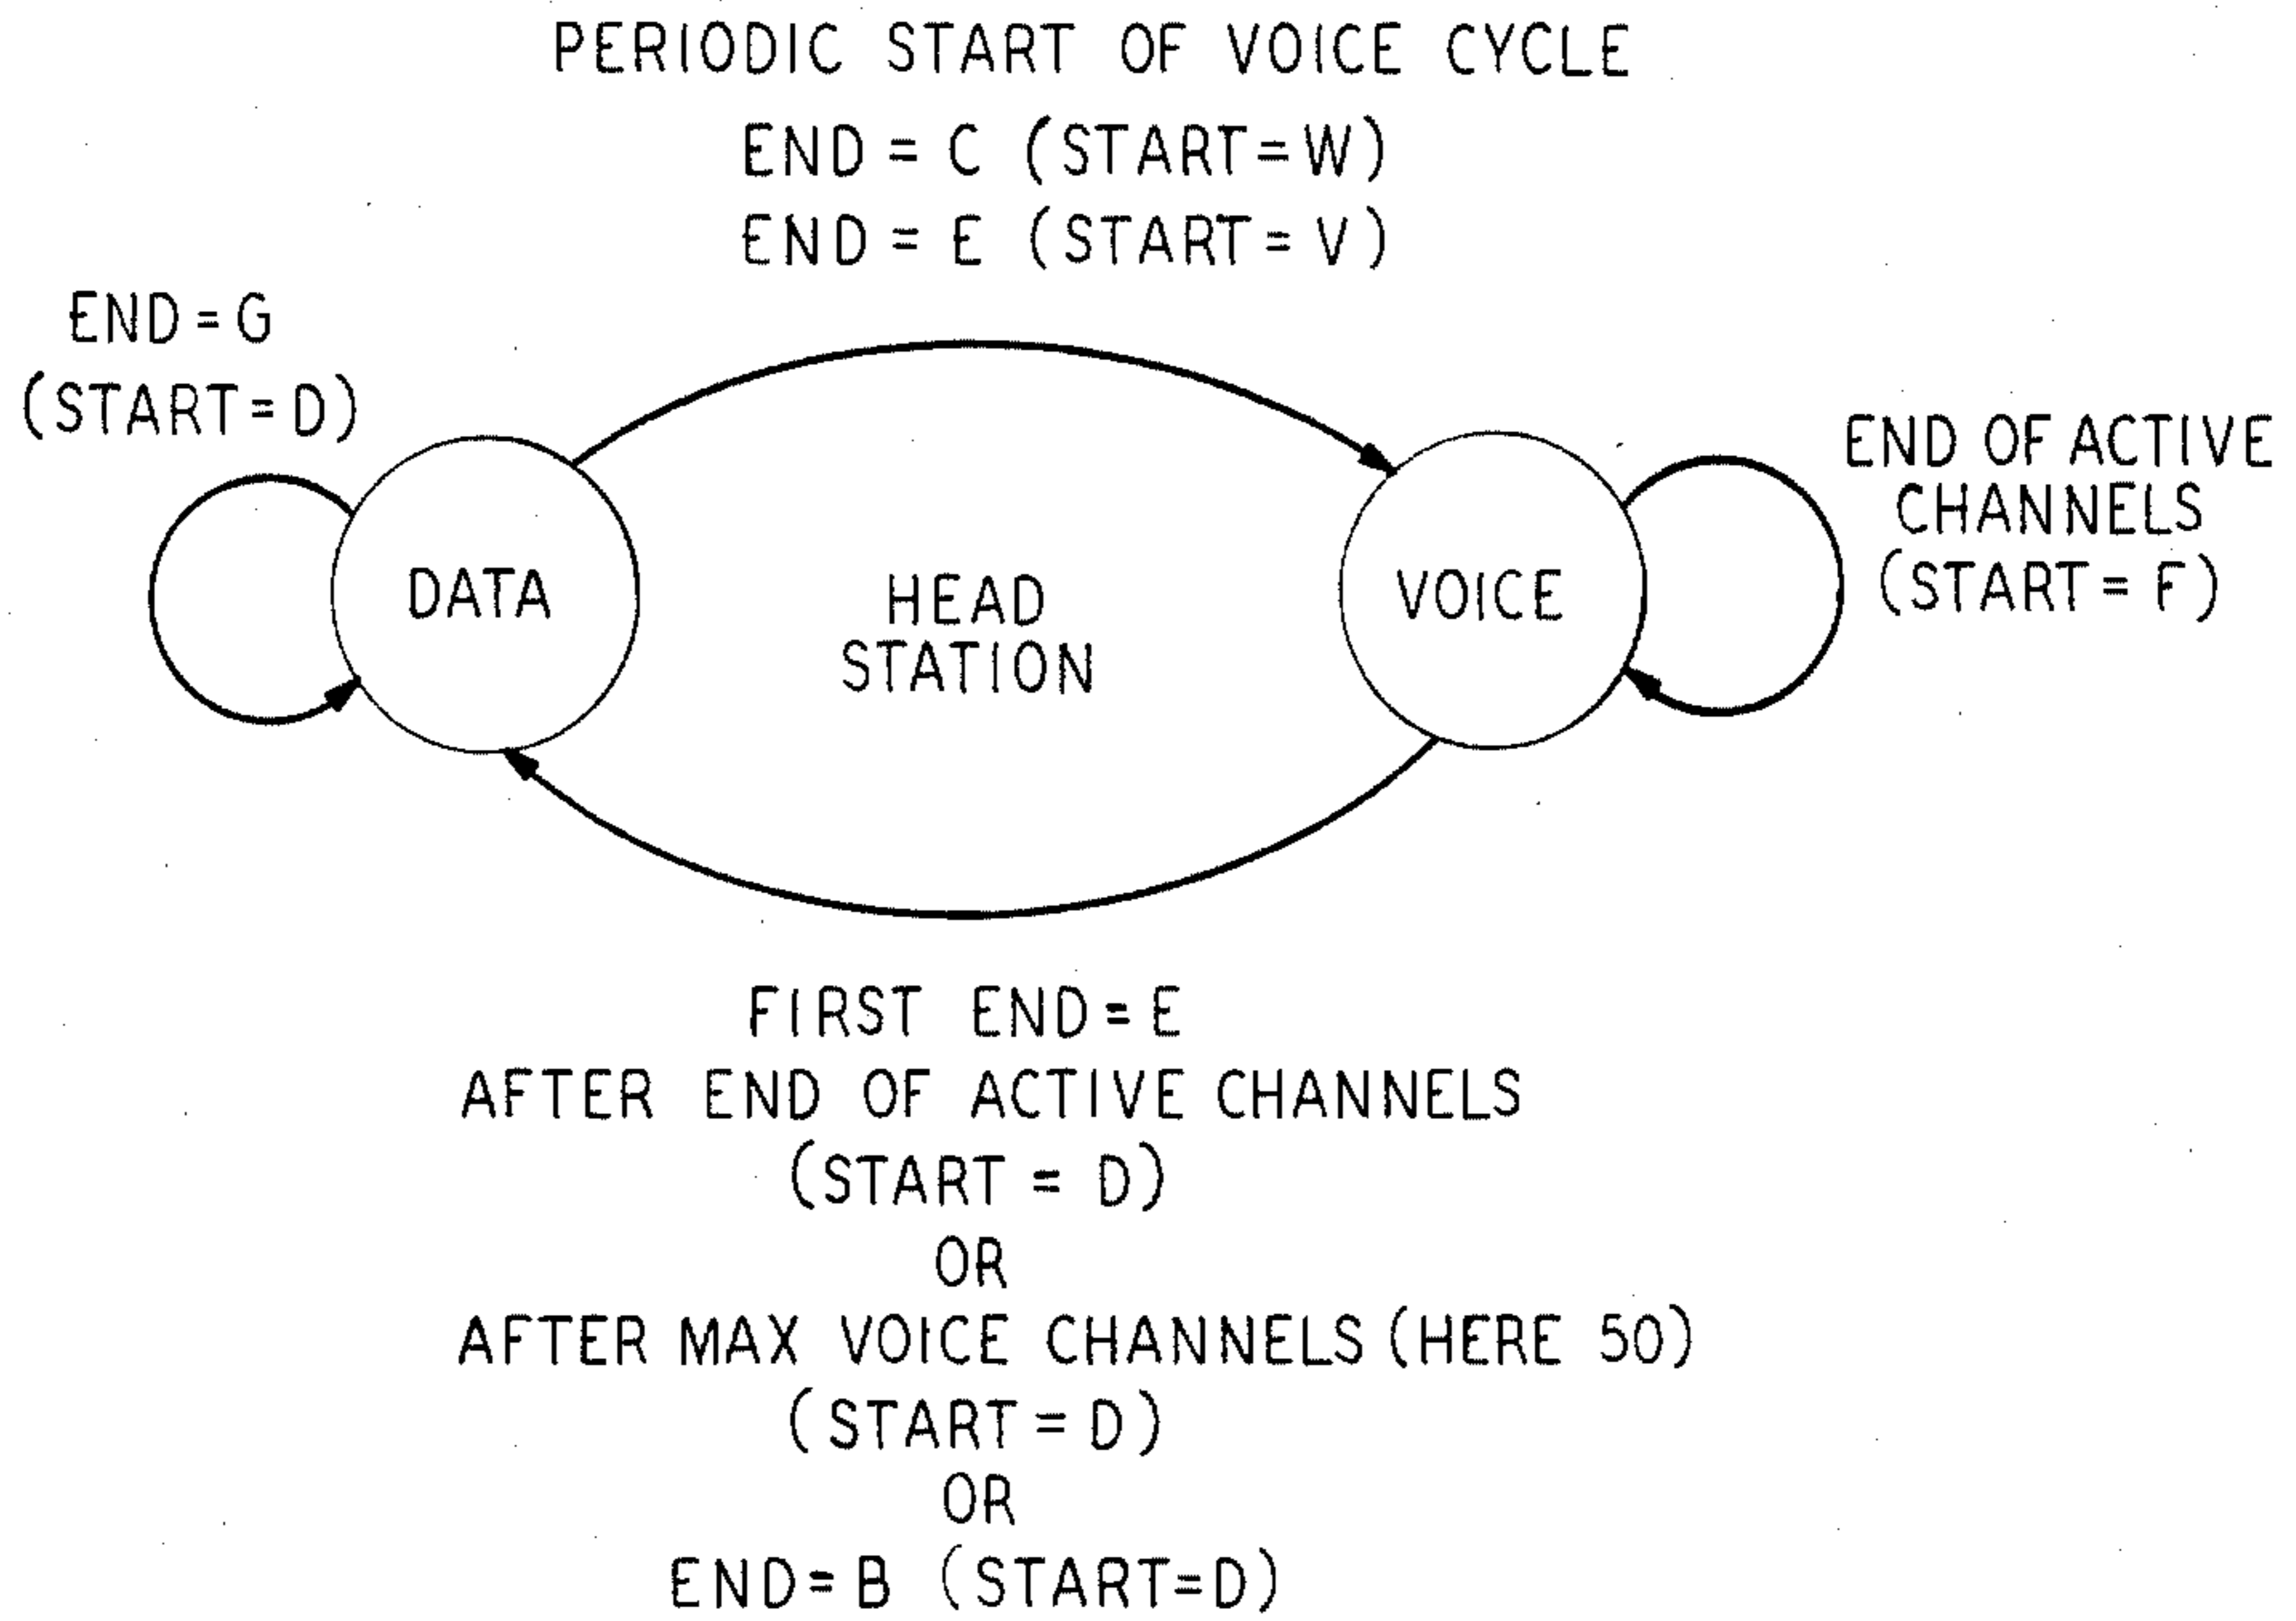 PERIODIC START OF VOICE CYCLE
END = C (START = W)
END = E (START = V)
END = G
(START = D)
END OF ACTIVE
CHANNELS
(START = F)
DATA
HEAD
STATION
VOICE
FIRST END = E
AFTER END OF ACTIVE CHANNELS
(START = D)
OR
AFTER MAX VOICE CHANNELS (HERE 50)
(START = D)
OR
END = B (START = D)